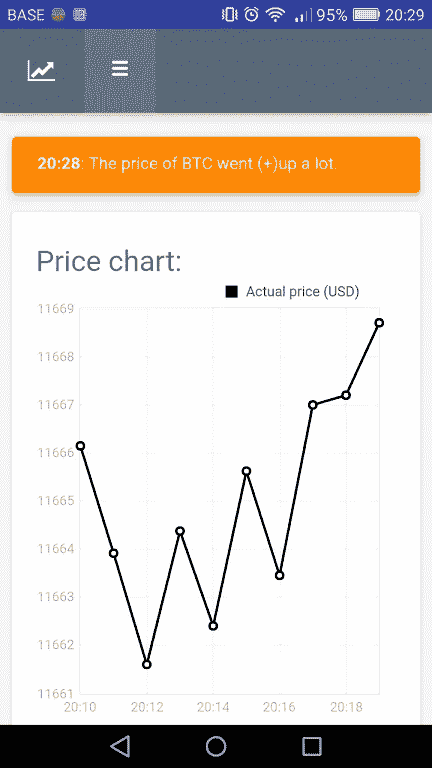 BASE 95% 20:29
20:28: The price of BTC went (+)up a lot
Price chart:
Actual price (USD)
11669
11668
11667
11666
11665
11664
11663
11662
11661
20:10 20:12 20:14 20:16 20:18